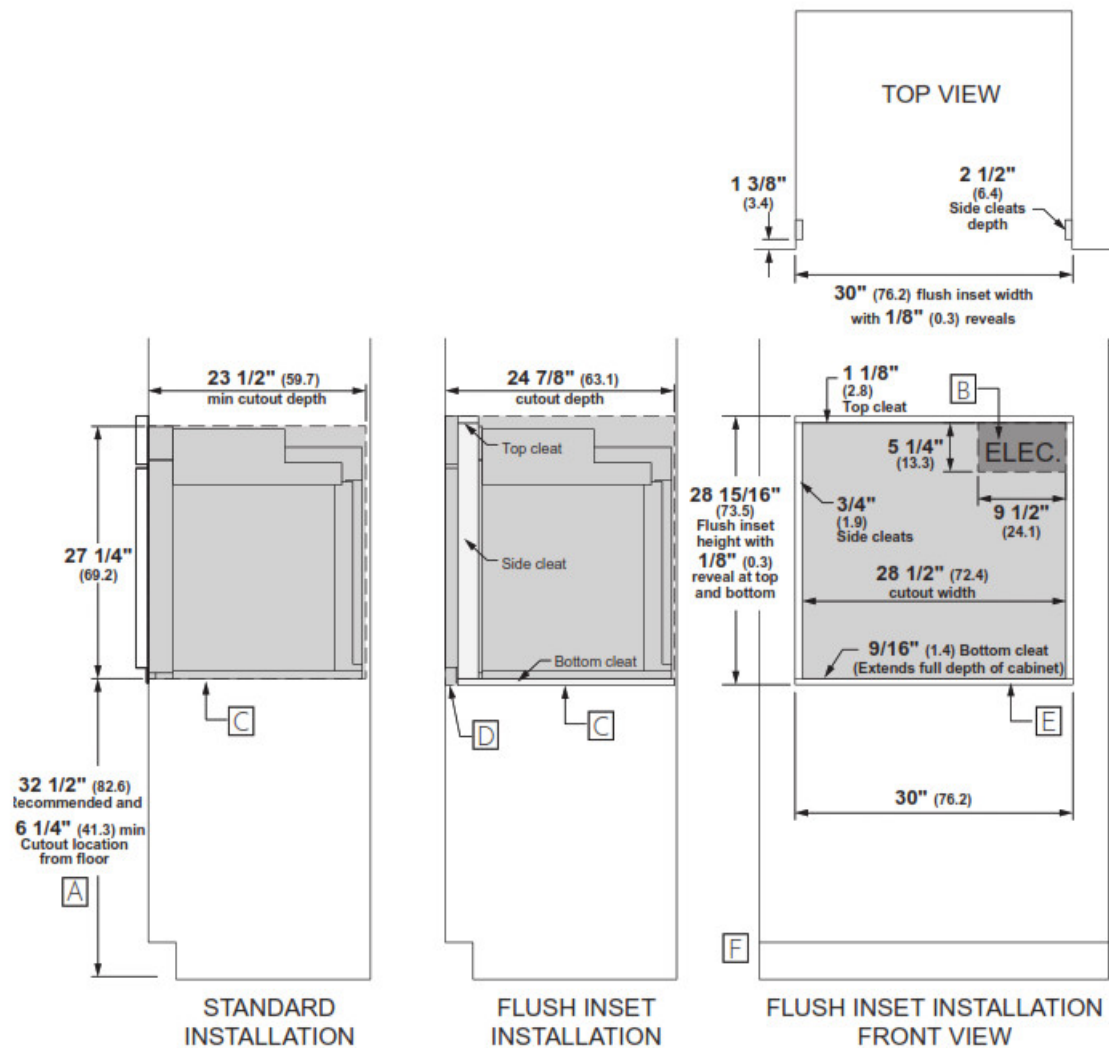 TOP VIEW
1 3/8"
(3.4)
2 1/2"
(6.4)
Side cleats
depth
30" (76.2) flush inset width
with 1/8" (0.3) reveals
23 1/2" (59.7)
min cutout depth
27 1/4"
(69.2)
C
32 1/2" (82.6)
Recommended and
6 1/4" (41.3) min
Cutout location
from floor
A
STANDARD
INSTALLATION
24 7/8" (63.1)
cutout depth
Top cleat
Side cleat
Bottom cleat
D
C
FLUSH INSET
INSTALLATION
28 15/16"
(73.5)
Flush inset
height with
1/8" (0.3)
reveal at top
and bottom
1 1/8"
(2.8)
Top cleat
B
5 1/4"
(13.3)
ELEC.
3/4"
(1.9)
Side cleats
9 1/2"
(24.1)
28 1/2" (72.4)
cutout width
9/16" (1.4) Bottom cleat
(Extends full depth of cabinet)
E
30" (76.2)
F
FLUSH INSET INSTALLATION
FRONT VIEW